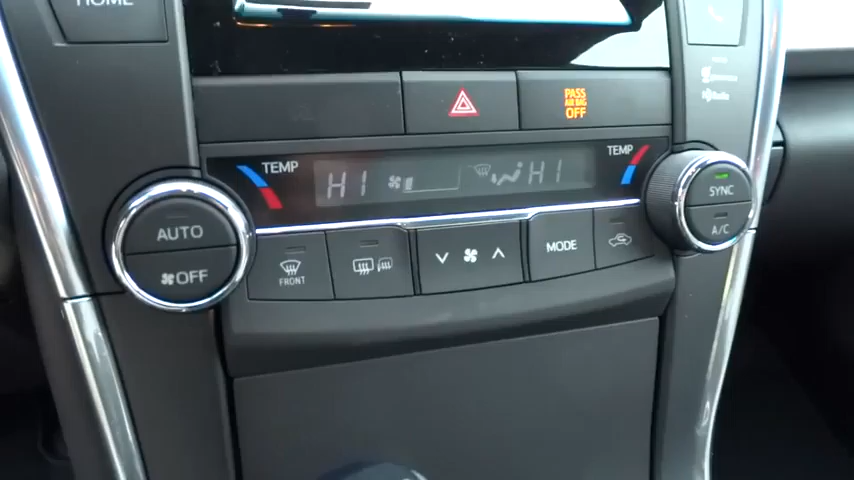 HOME
PASS
AIR BAG
OFF
TEMP
HI
HI
TEMP
AUTO
OFF
SYNC
A/C
FRONT
MODE